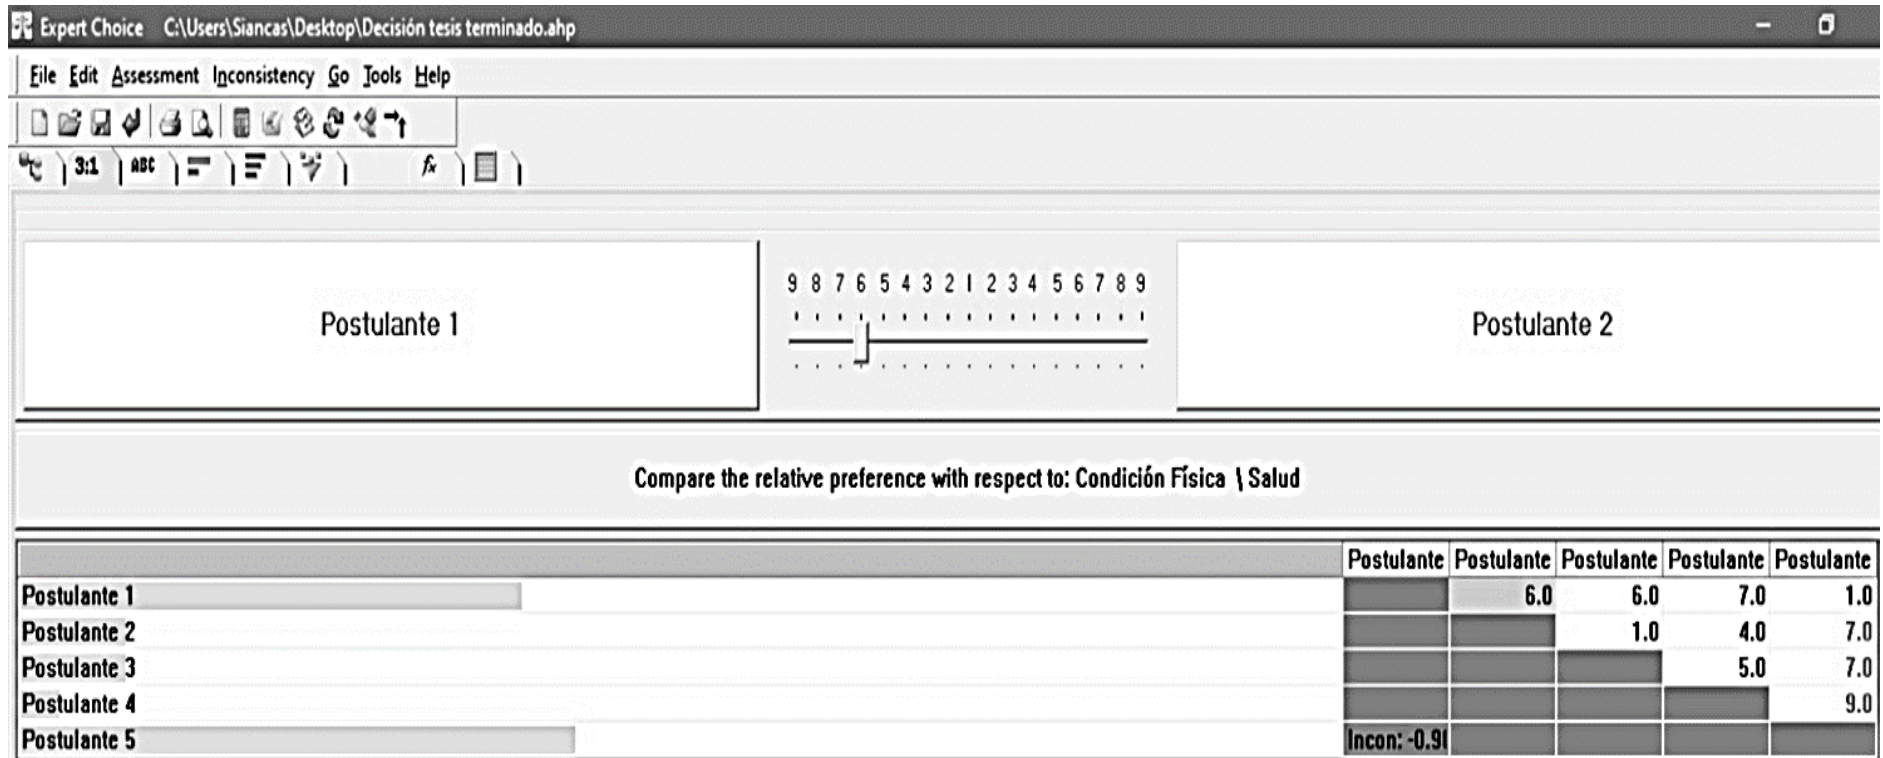 Expert Choice C:\Users\Siancas\Desktop\Decisión tesis terminado.ahp
File Edit Assessment Inconsistency Go Tools Help
3:1 ABC fx
9 8 7 6 5 4 3 2 1 2 3 4 5 6 7 8 9
Postulante 1
Postulante 2
Compare the relative preference with respect to: Condición Física \ Salud
Postulante Postulante Postulante Postulante Postulante
Postulante 1 6.0 6.0 7.0 1.0
Postulante 2 1.0 4.0 7.0
Postulante 3 5.0 7.0
Postulante 4 9.0
Postulante 5 Incon: